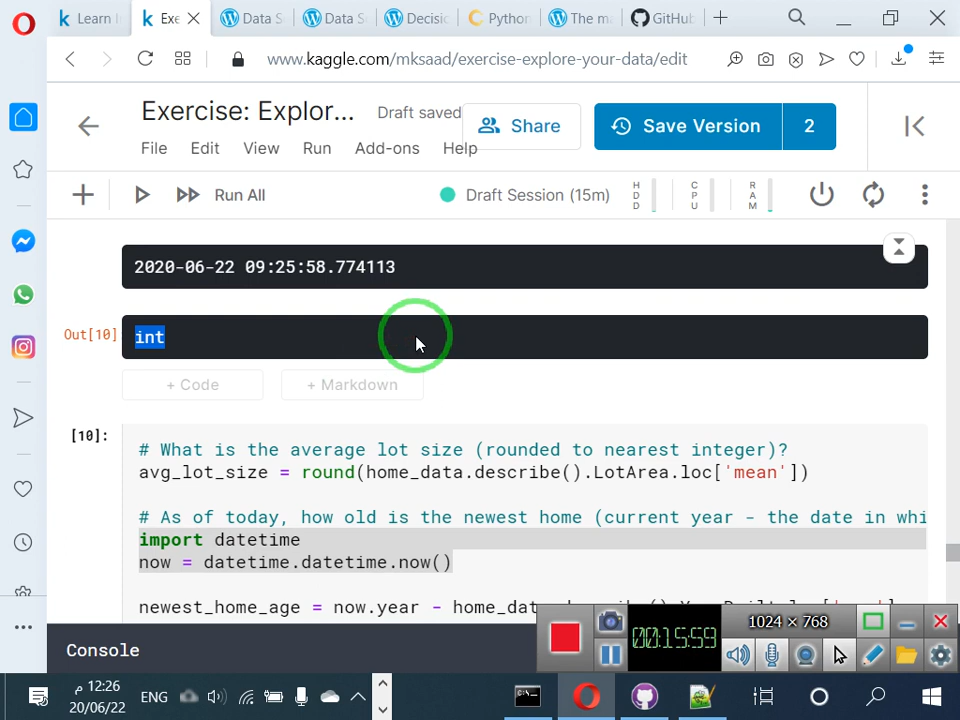 Learn I
Exe
Data S
Data S
Decisio
Python
The ma
GitHub
www.kaggle.com/mksaad/exercise-explore-your-data/edit
Exercise: Explor...
Draft saved
Share
Save Version
2
File
Edit
View
Run
Add-ons
Help
Run All
Draft Session (15m)
HDD
CPU
RAM
2020-06-22 09:25:58.774113
Out[10]
int
+ Code
+ Markdown
[10]:
# What is the average lot size (rounded to nearest integer)?
avg_lot_size = round(home_data.describe().LotArea.loc['mean'])
# As of today, how old is the newest home (current year - the date in whi
import datetime
now = datetime.datetime.now()
newest_home_age = now.year - home_dat
Console
00:15:59
1024 × 768
12:26 م
20/06/22
ENG